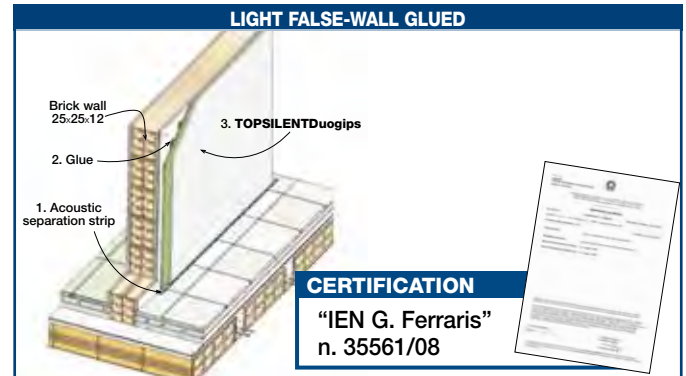 LIGHT FALSE-WALL GLUED
Brick wall
25x25x12
3. TOPSILENTDuogips
2. Glue
1. Acoustic
separation strip
CERTIFICATION
“IEN G. Ferraris”
n. 35561/08